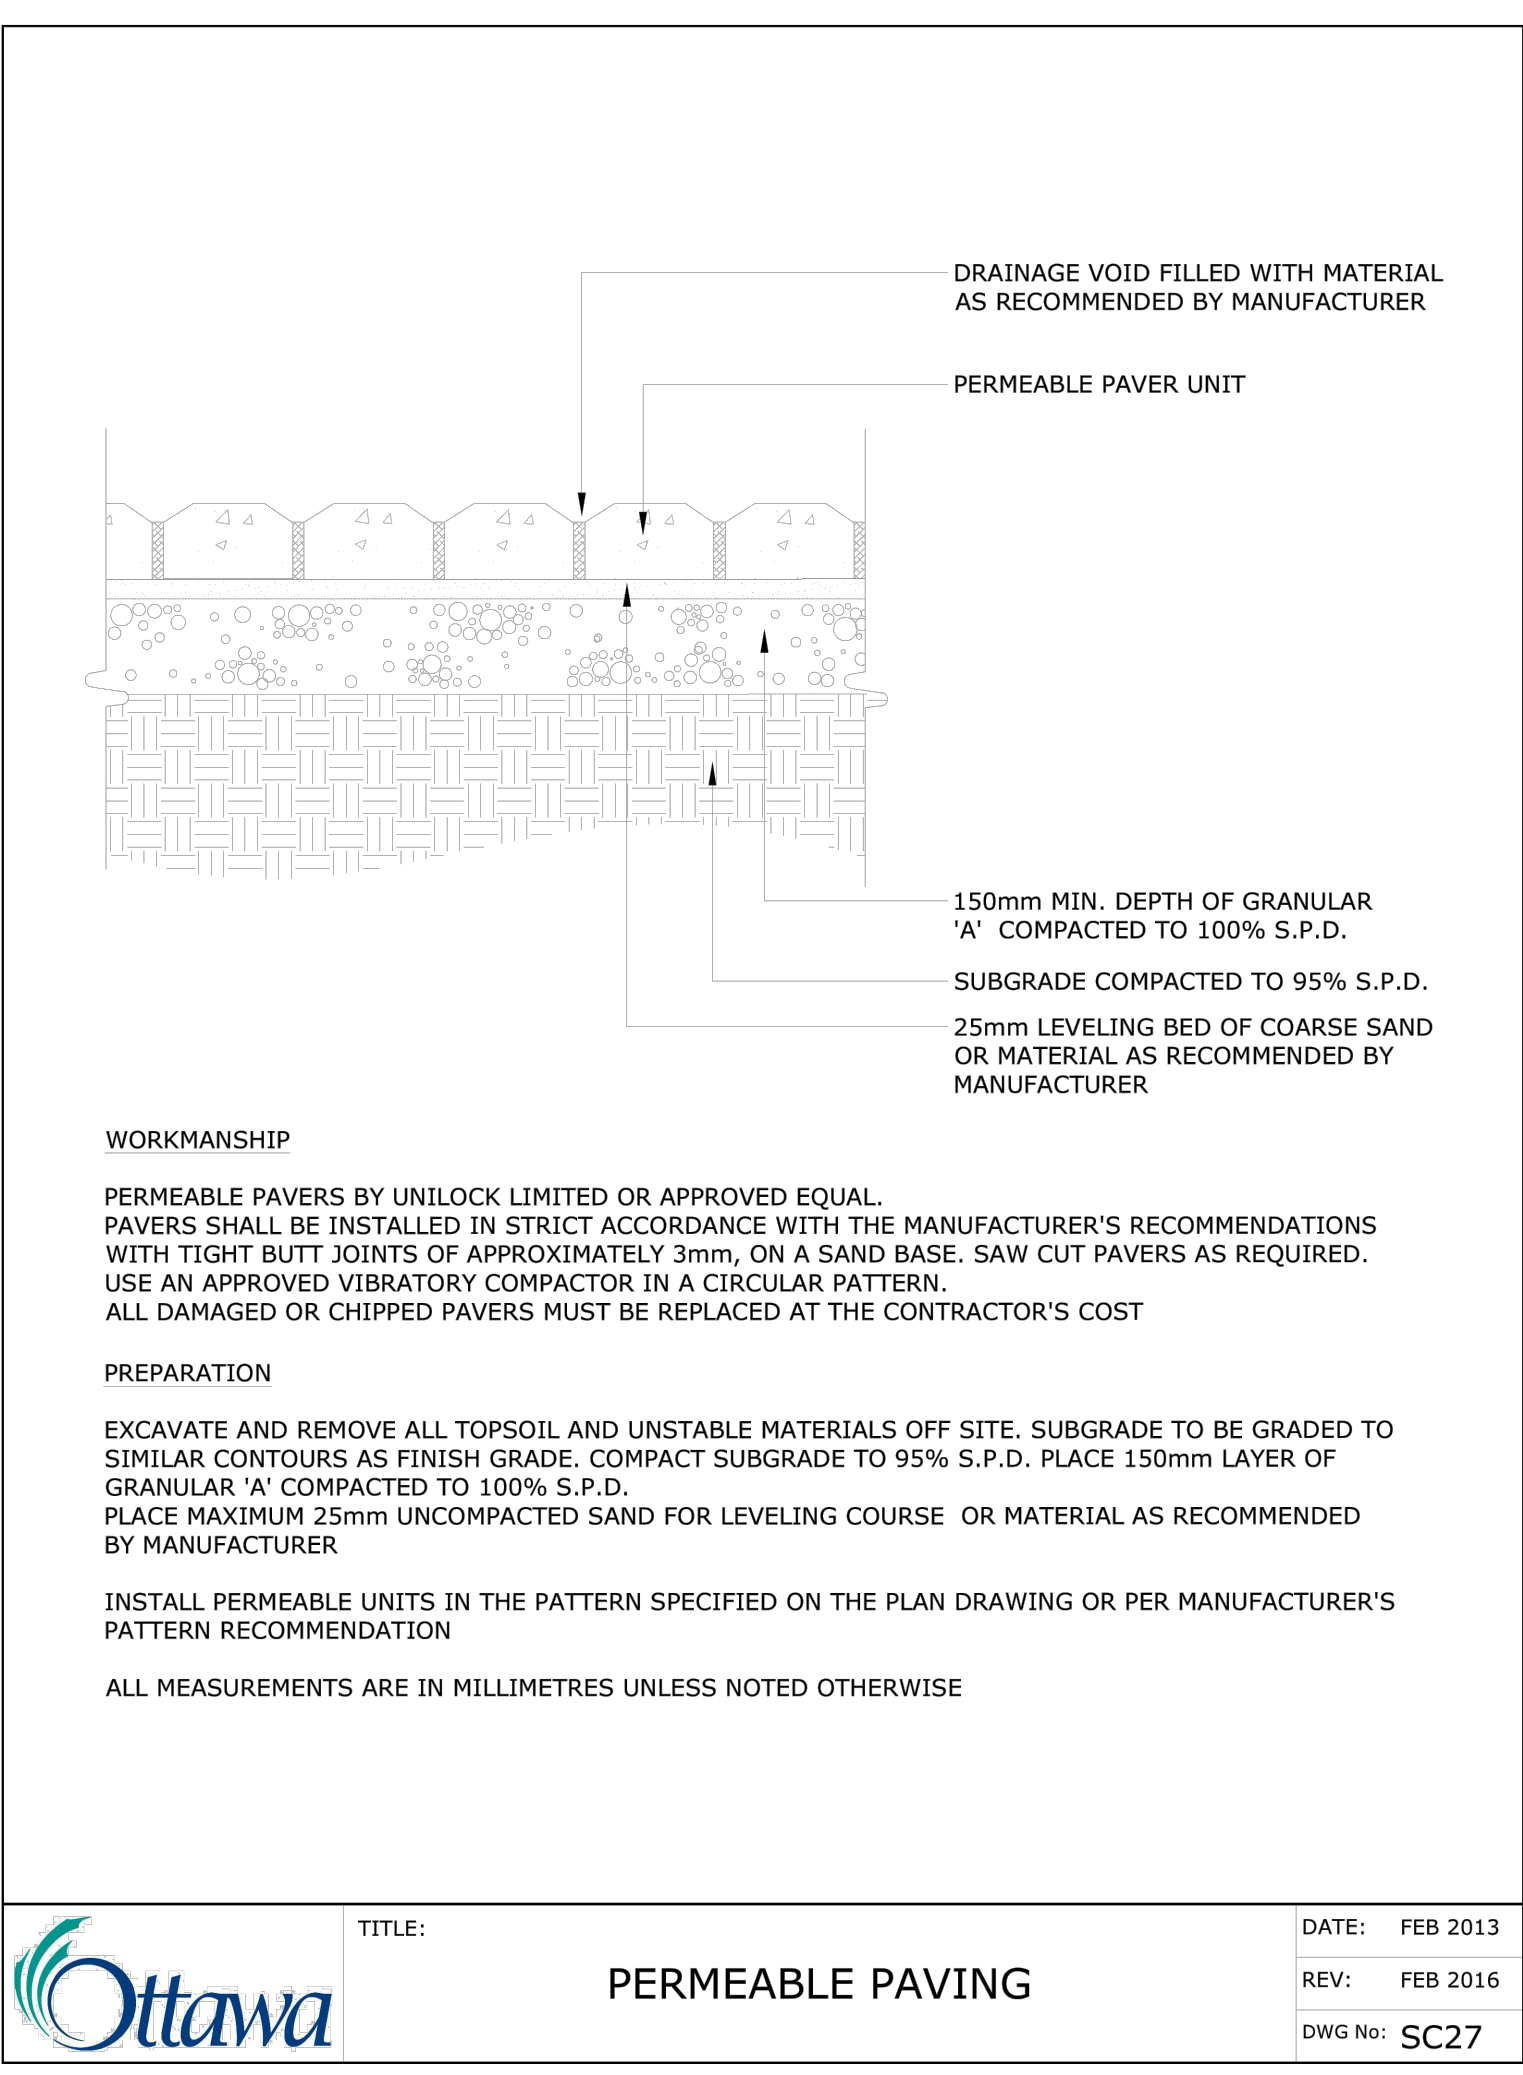 DRAINAGE VOID FILLED WITH MATERIAL
AS RECOMMENDED BY MANUFACTURER
PERMEABLE PAVER UNIT
150mm MIN. DEPTH OF GRANULAR
'A' COMPACTED TO 100% S.P.D.
SUBGRADE COMPACTED TO 95% S.P.D.
25mm LEVELING BED OF COARSE SAND
OR MATERIAL AS RECOMMENDED BY
MANUFACTURER
WORKMANSHIP
PERMEABLE PAVERS BY UNILOCK LIMITED OR APPROVED EQUAL.
PAVERS SHALL BE INSTALLED IN STRICT ACCORDANCE WITH THE MANUFACTURER'S RECOMMENDATIONS
WITH TIGHT BUTT JOINTS OF APPROXIMATELY 3mm, ON A SAND BASE. SAW CUT PAVERS AS REQUIRED.
USE AN APPROVED VIBRATORY COMPACTOR IN A CIRCULAR PATTERN.
ALL DAMAGED OR CHIPPED PAVERS MUST BE REPLACED AT THE CONTRACTOR'S COST
PREPARATION
EXCAVATE AND REMOVE ALL TOPSOIL AND UNSTABLE MATERIALS OFF SITE. SUBGRADE TO BE GRADED TO
SIMILAR CONTOURS AS FINISH GRADE. COMPACT SUBGRADE TO 95% S.P.D. PLACE 150mm LAYER OF
GRANULAR 'A' COMPACTED TO 100% S.P.D.
PLACE MAXIMUM 25mm UNCOMPACTED SAND FOR LEVELING COURSE OR MATERIAL AS RECOMMENDED
BY MANUFACTURER
INSTALL PERMEABLE UNITS IN THE PATTERN SPECIFIED ON THE PLAN DRAWING OR PER MANUFACTURER'S
PATTERN RECOMMENDATION
ALL MEASUREMENTS ARE IN MILLIMETRES UNLESS NOTED OTHERWISE
Ottawa
TITLE:
PERMEABLE PAVING
DATE: FEB 2013
REV: FEB 2016
DWG No: SC27